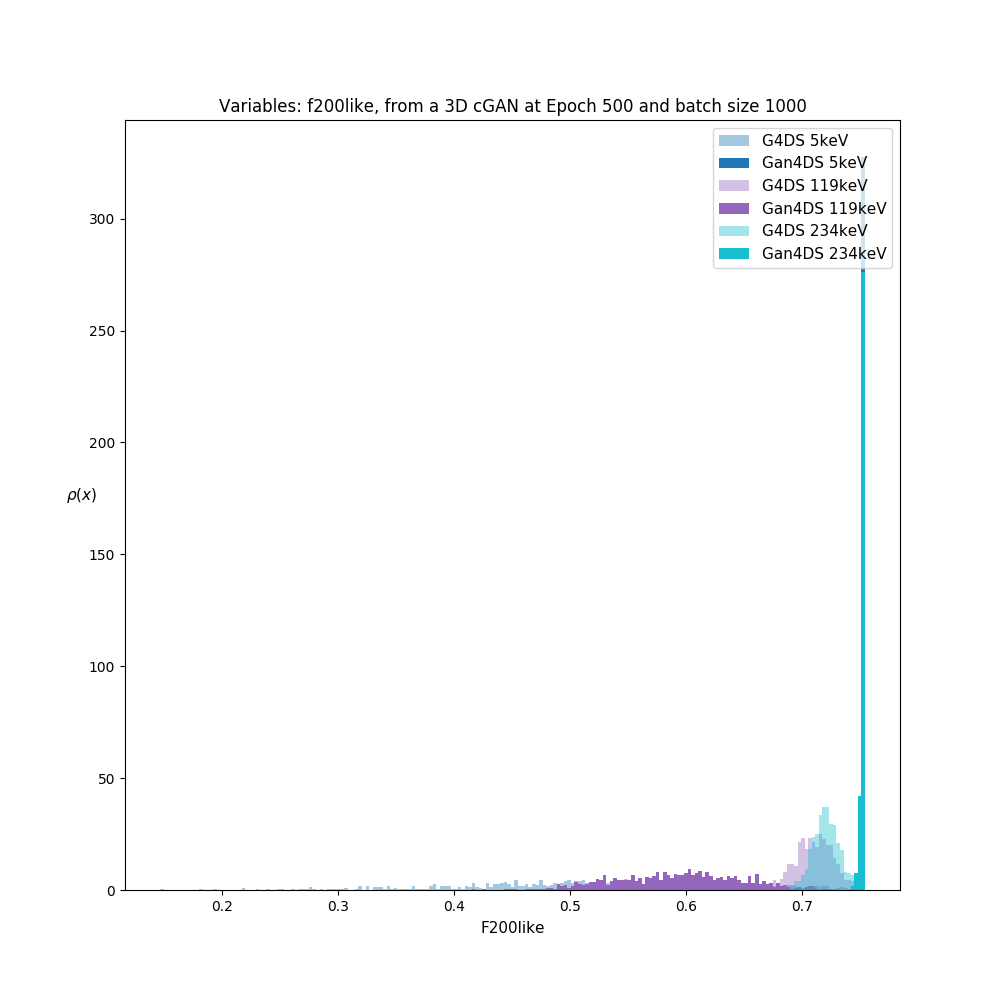 Variables: f200like, from a 3D cGAN at Epoch 500 and batch size 1000
G4DS 5keV
Gan4DS 5keV
G4DS 119keV
Gan4DS 119keV
G4DS 234keV
Gan4DS 234keV
300
250
200
ρ(x)
150
100
50
0
0.2 0.3 0.4 0.5 0.6 0.7
F200like